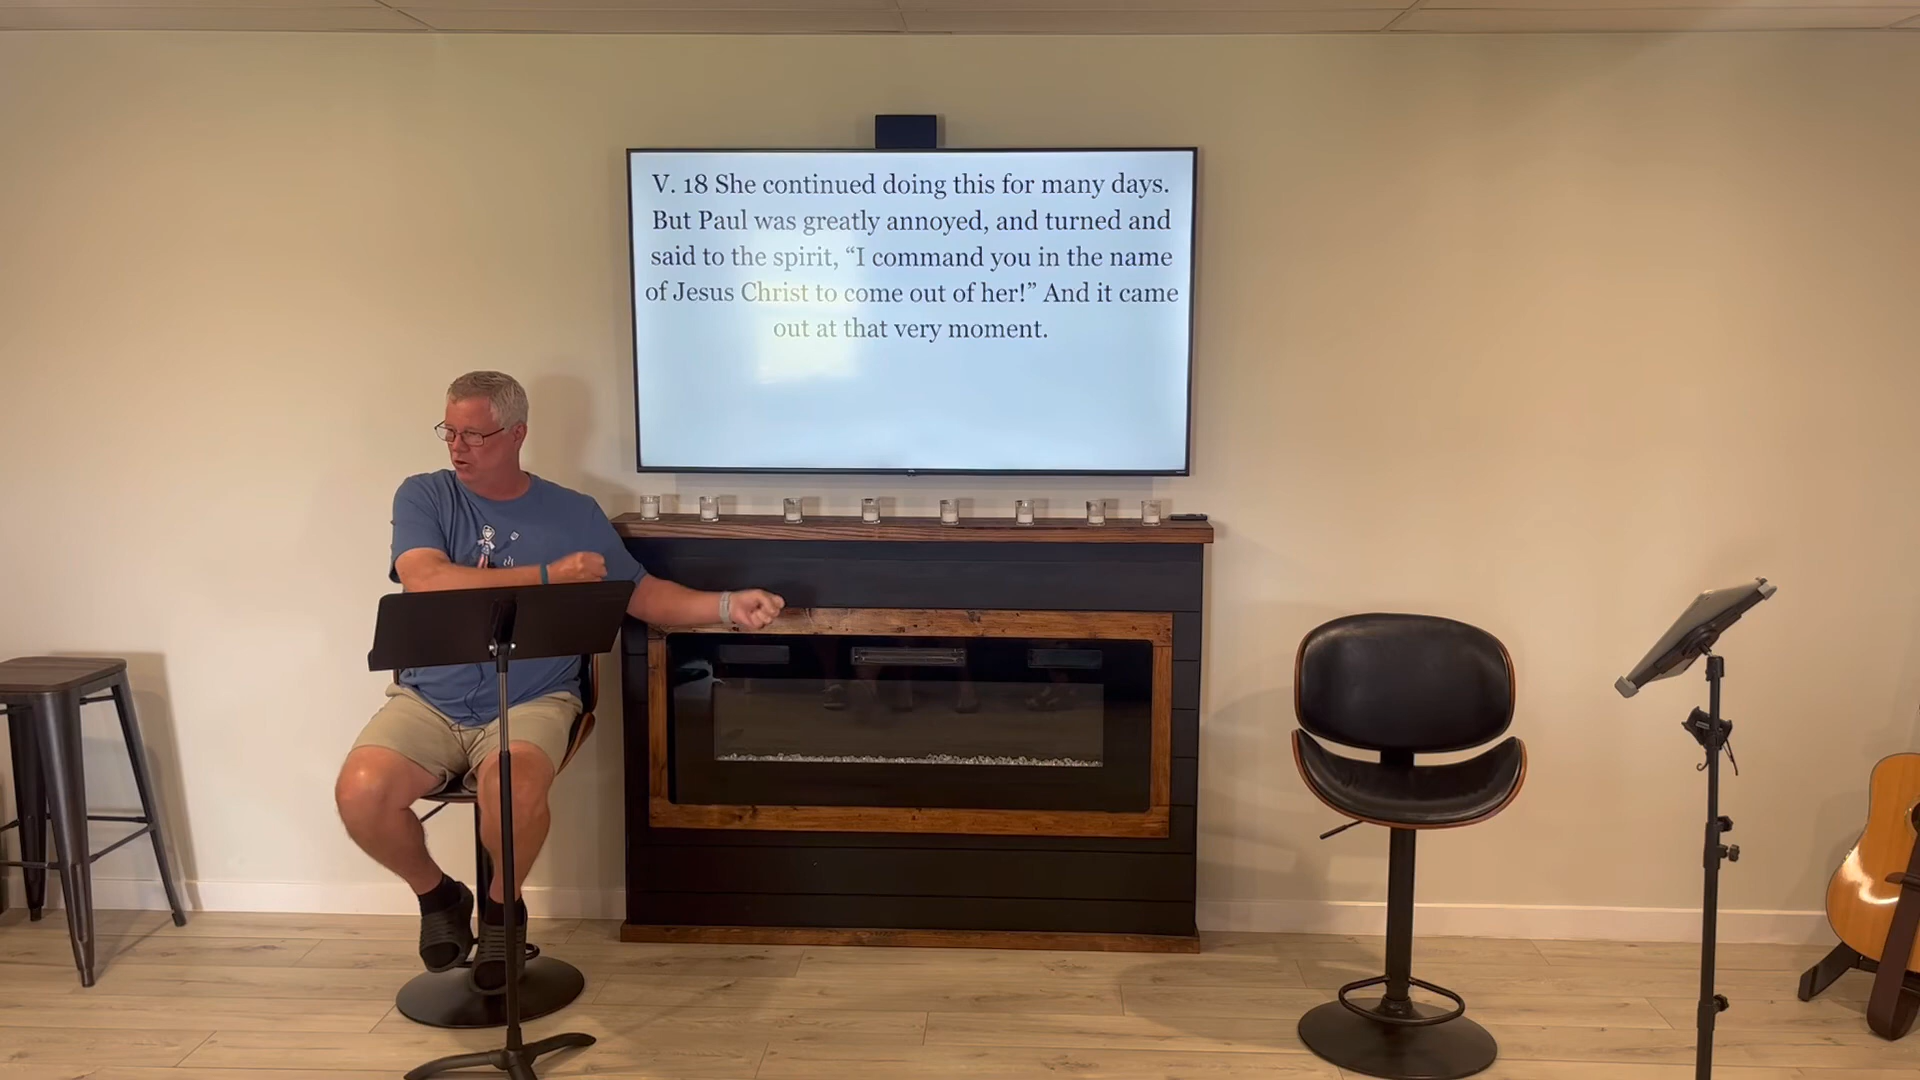 V. 18 She continued doing this for many days.
But Paul was greatly annoyed, and turned and
said to the spirit, “I command you in the name
of Jesus Christ to come out of her!” And it came
out at that very moment.